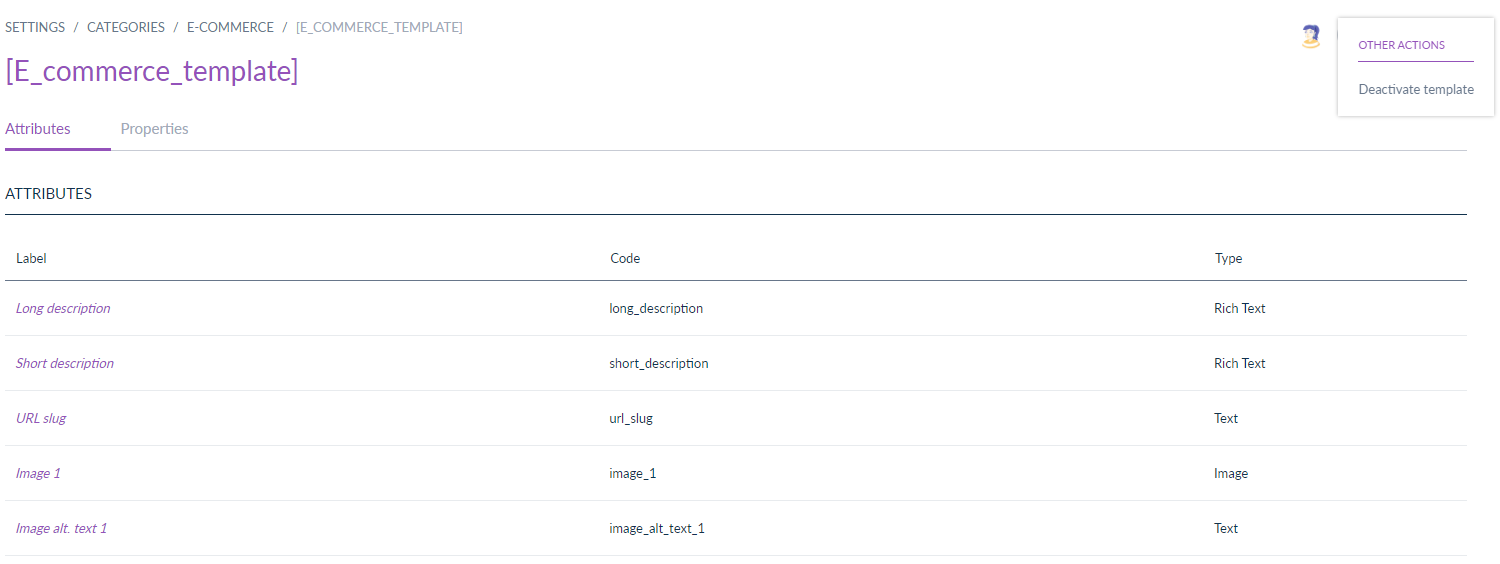 SETTINGS / CATEGORIES / E-COMMERCE / [E_COMMERCE_TEMPLATE]
OTHER ACTIONS
Deactivate template
[E_commerce_template]
Attributes Properties
ATTRIBUTES
Label Code Type
Long description long_description Rich Text
Short description short_description Rich Text
URL slug url_slug Text
Image 1 image_1 Image
Image alt. text 1 image_alt_text_1 Text